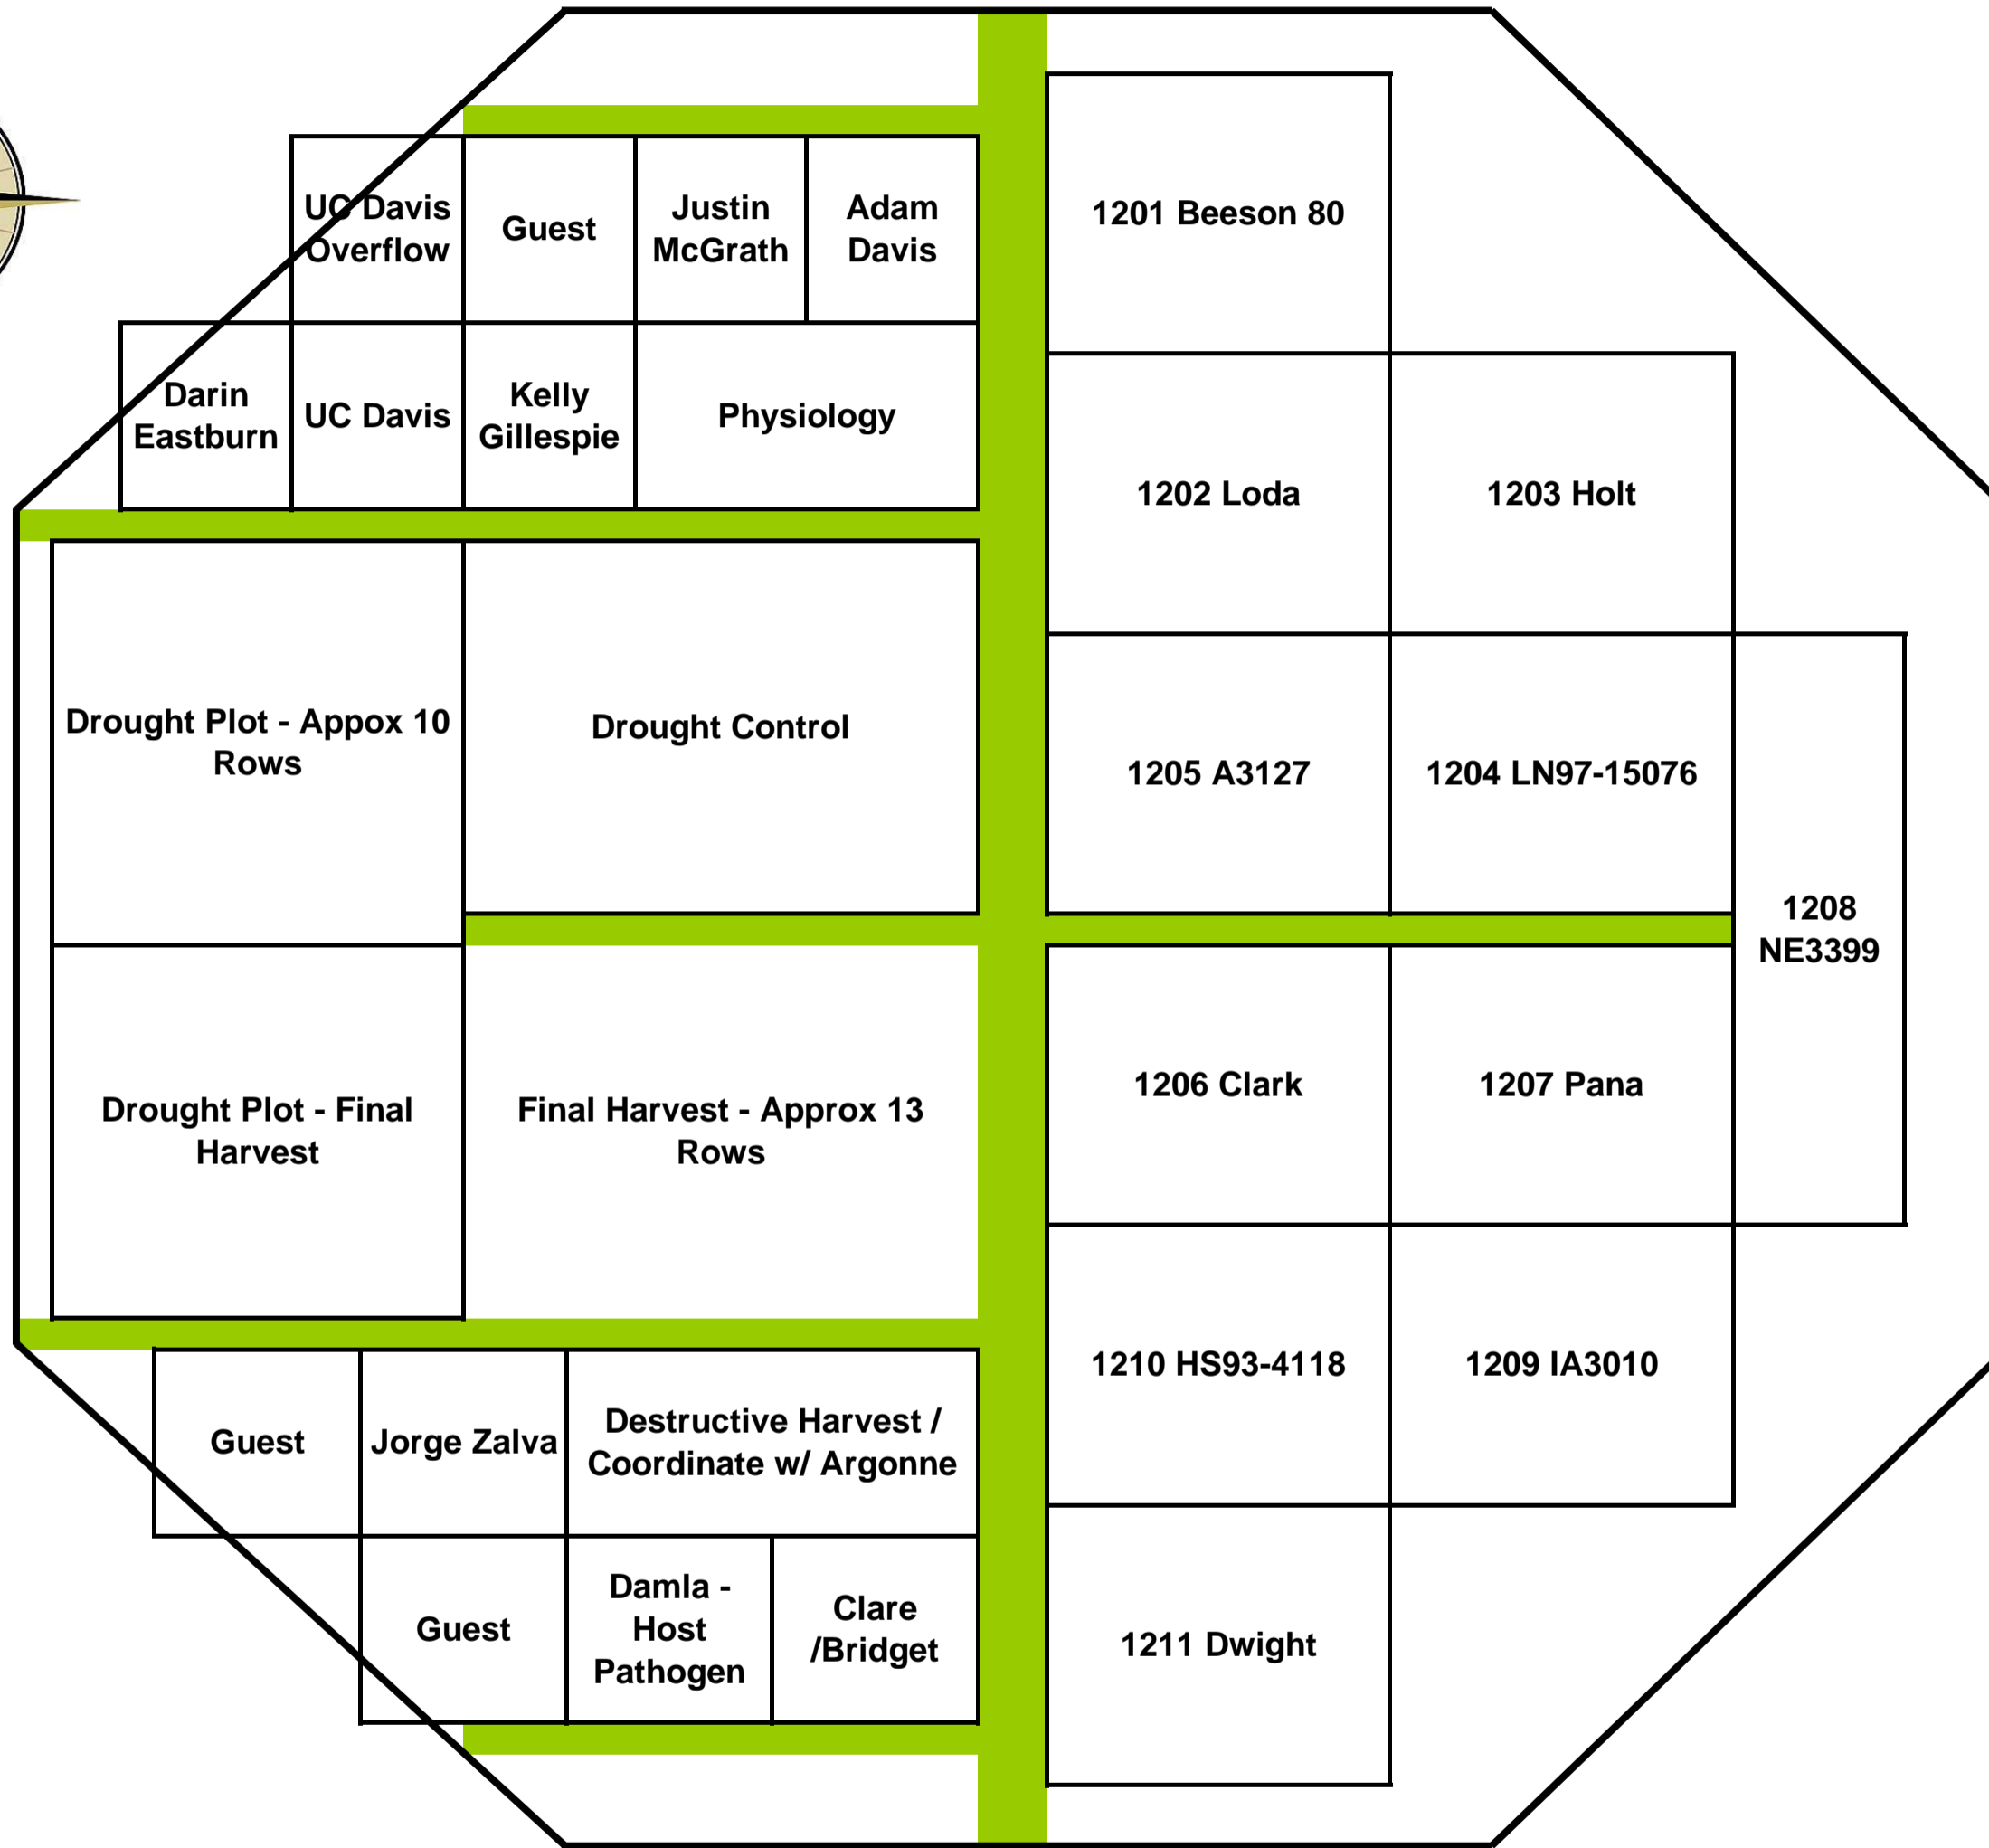 UC Davis
Overflow
Guest
Justin
McGrath
Adam
Davis
1201 Beeson 80
Darin
Eastburn
UC Davis
Kelly
Gillespie
Physiology
1202 Loda
1203 Holt
Drought Plot - Appox 10
Rows
Drought Control
1205 A3127
1204 LN97-15076
1208
NE3399
Drought Plot - Final
Harvest
Final Harvest - Approx 13
Rows
1206 Clark
1207 Pana
Guest
Jorge Zalva
Destructive Harvest /
Coordinate w/ Argonne
1210 HS93-4118
1209 IA3010
Guest
Damla -
Host
Pathogen
Clare
/Bridget
1211 Dwight